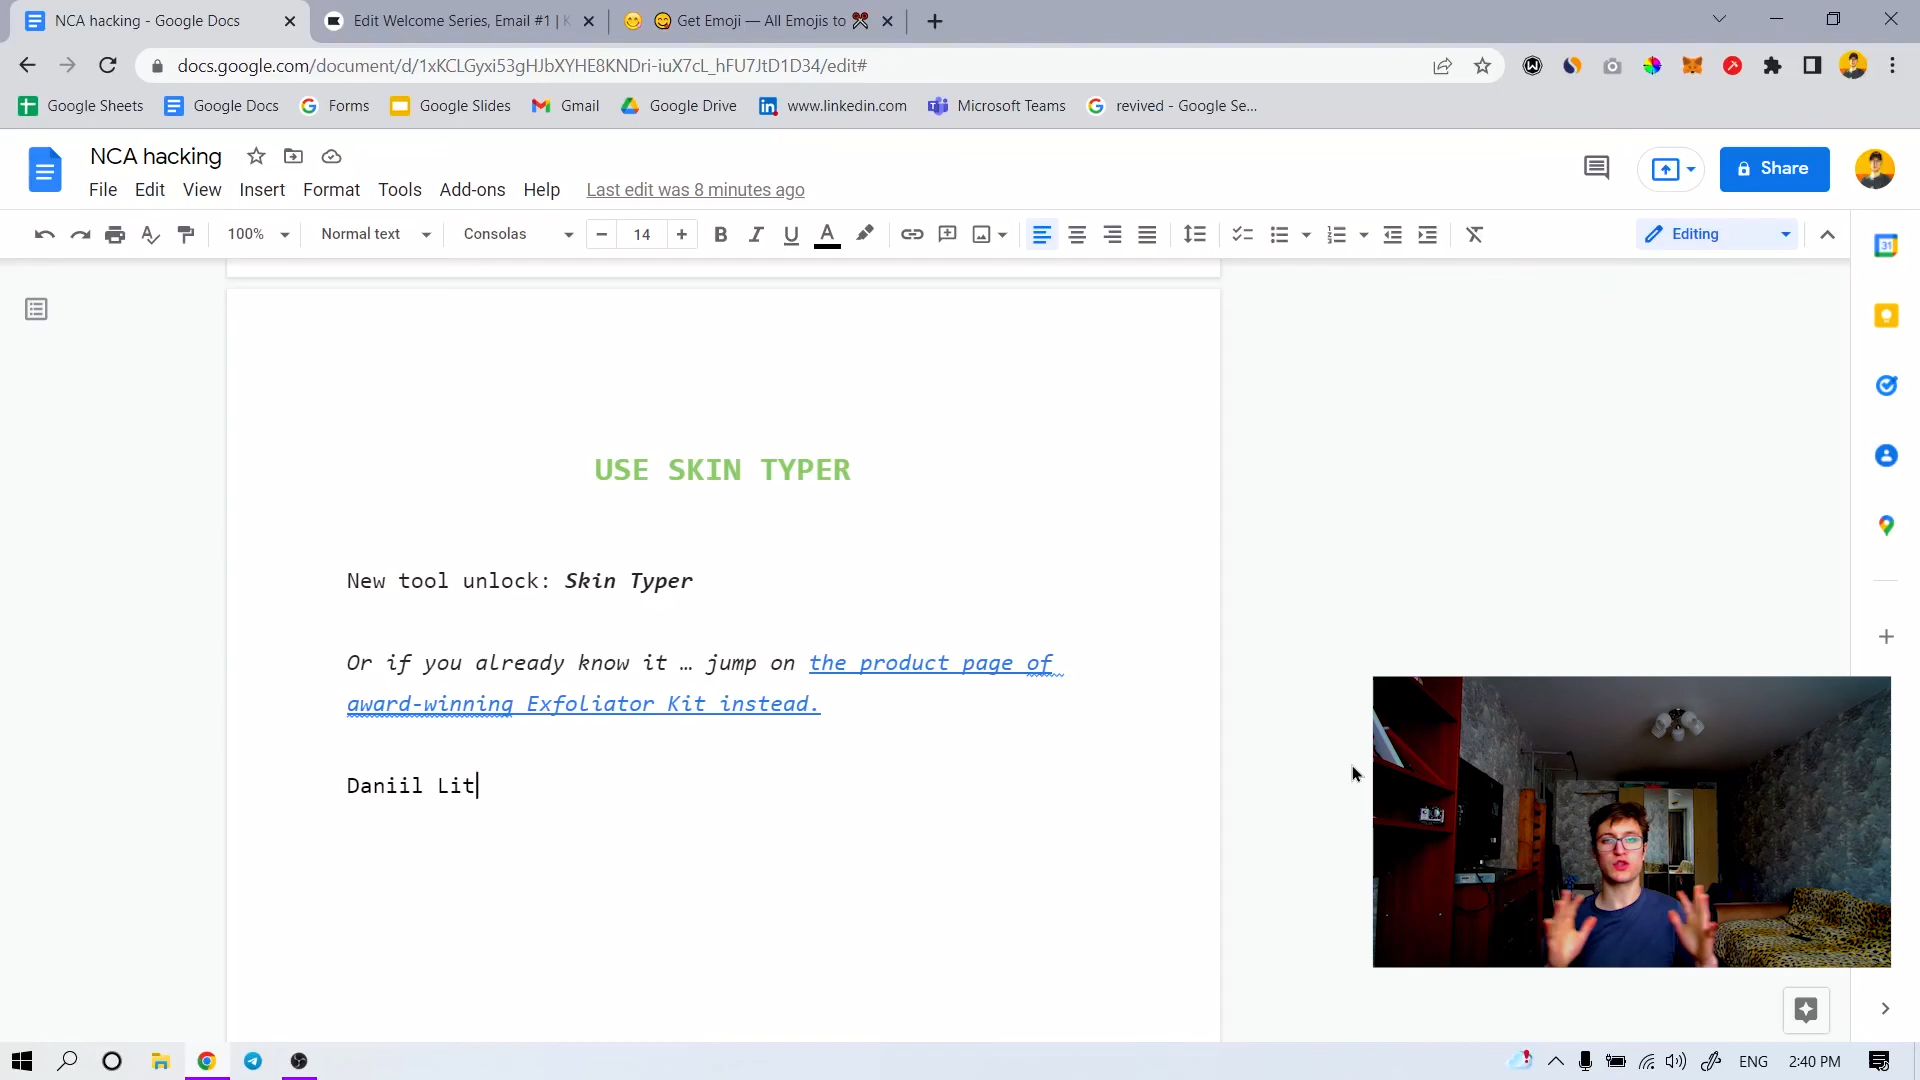 NCA hacking - Google Docs
Edit Welcome Series, Email #1 | K
Get Emoji — All Emojis to
docs.google.com/document/d/1xKCLGyxi53gHJbXYHE8KNDri-iuX7cL_hFU7JtD1D34/edit#
Google Sheets Google Docs Forms Google Slides Gmail Google Drive www.linkedin.com Microsoft Teams revived - Google Se...
NCA hacking
Share
File Edit View Insert Format Tools Add-ons Help Last edit was 8 minutes ago
100% Normal text Consolas 14 Editing
31
USE SKIN TYPER
New tool unlock: Skin Typer
Or if you already know it … jump on the product page of
award-winning Exfoliator Kit instead.
Daniil Lit
ENG 2:40 PM